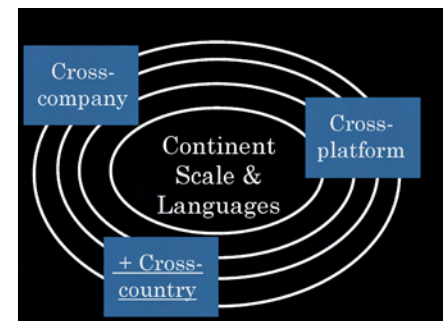 Cross-
company
Cross-
platform
Continent
Scale &
Languages
+ Cross-
country